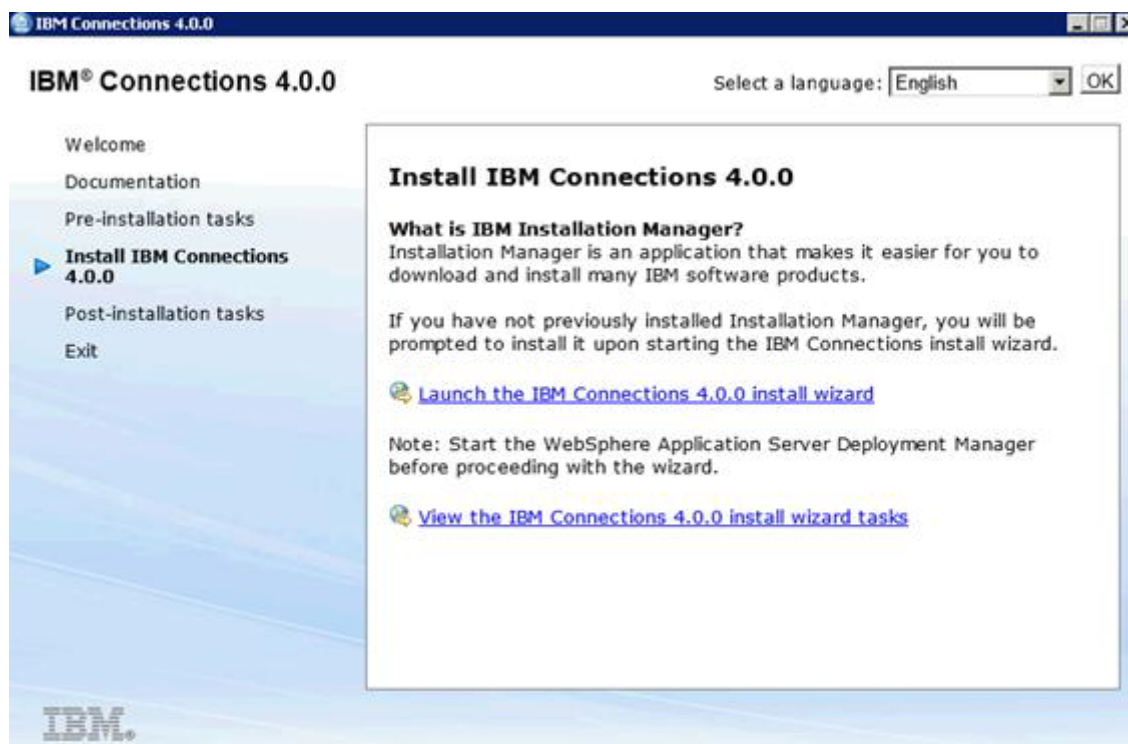 IBM Connections 4.0.0
IBM® Connections 4.0.0
Select a language: English OK
Welcome
Documentation
Pre-installation tasks
Install IBM Connections
4.0.0
Post-installation tasks
Exit
Install IBM Connections 4.0.0
What is IBM Installation Manager?
Installation Manager is an application that makes it easier for you to
download and install many IBM software products.
If you have not previously installed Installation Manager, you will be
prompted to install it upon starting the IBM Connections install wizard.
Launch the IBM Connections 4.0.0 install wizard
Note: Start the WebSphere Application Server Deployment Manager
before proceeding with the wizard.
View the IBM Connections 4.0.0 install wizard tasks
IBM.